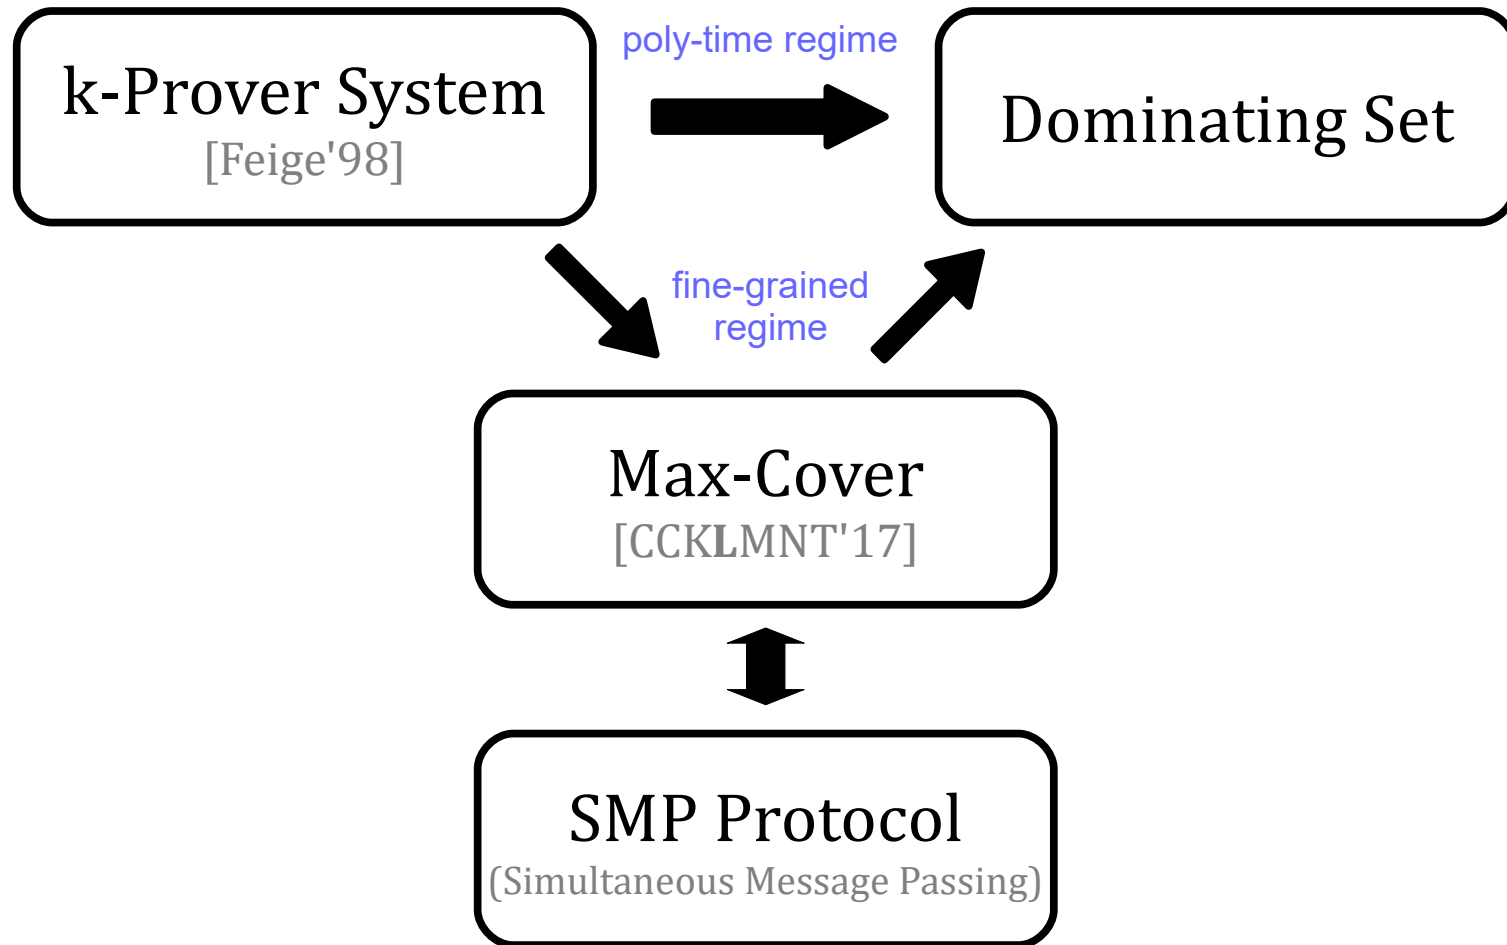 k-Prover System
[Feige'98]
poly-time regime
Dominating Set
fine-grained
regime
Max-Cover
[CCKLMNT'17]
SMP Protocol
(Simultaneous Message Passing)